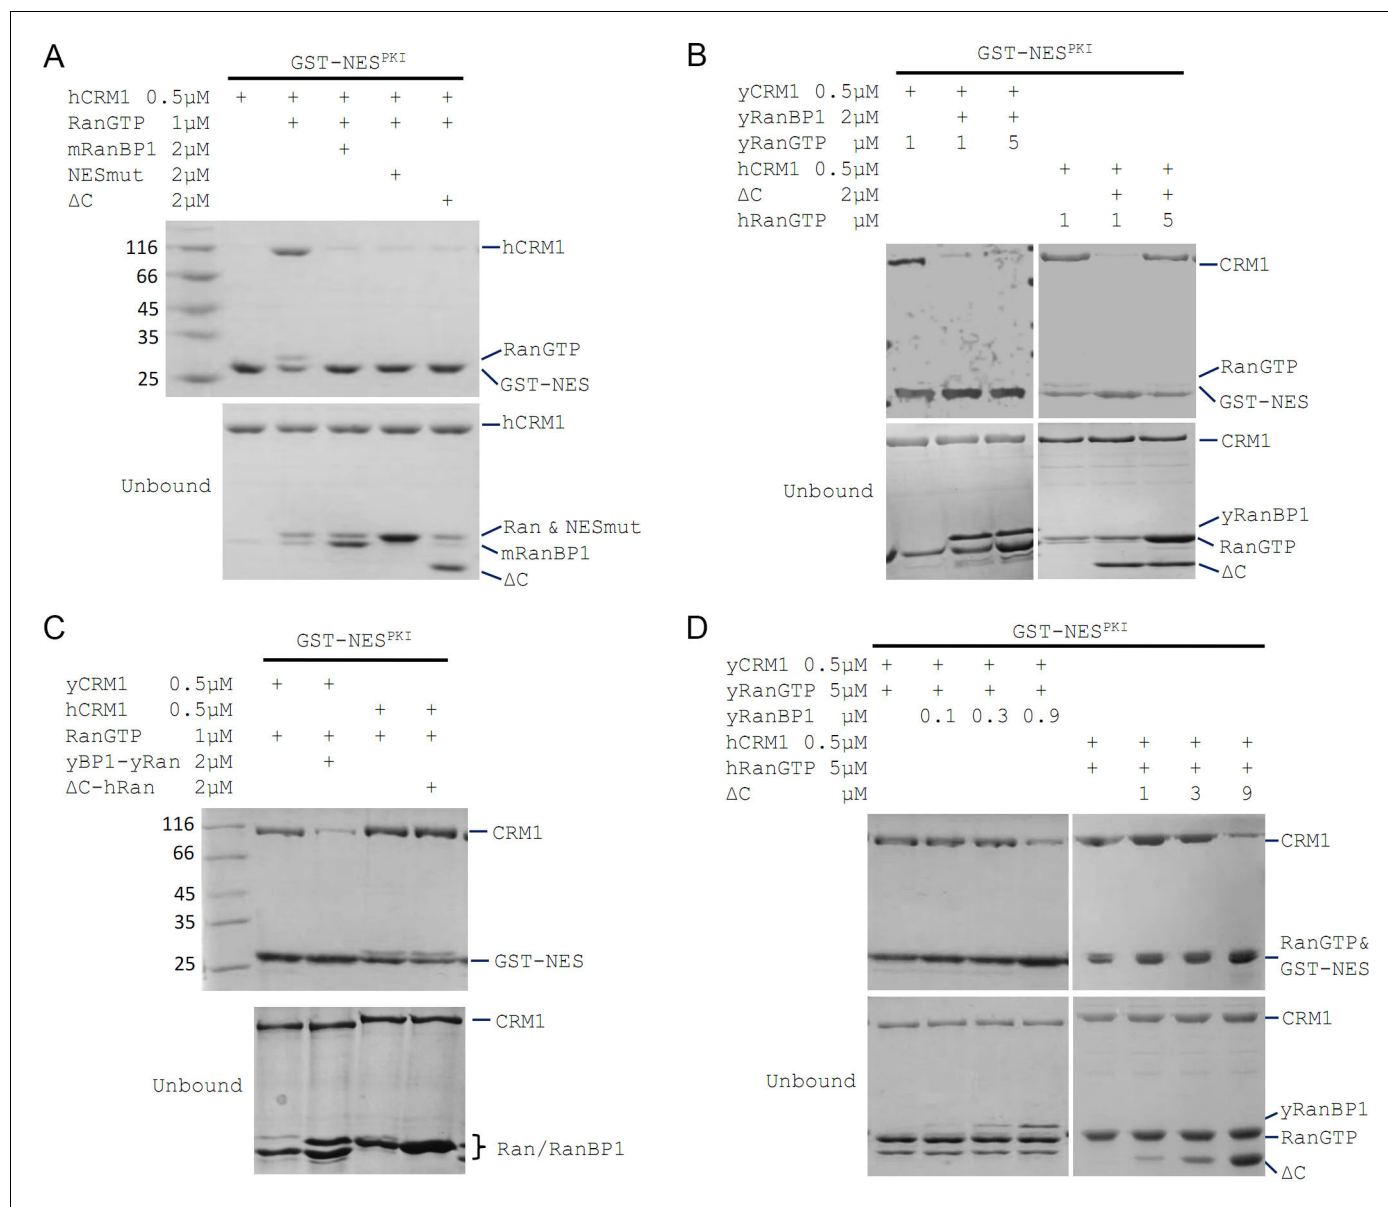 A
GST-NESPKI
hCRM1 0.5µM + + + + +
RanGTP 1µM + + + +
mRanBP1 2µM +
NESmut 2µM +
ΔC 2µM +
116
66
45
35
25
hCRM1
RanGTP
GST-NES
hCRM1
Unbound
Ran & NESmut
mRanBP1
ΔC
B
GST-NESPKI
yCRM1 0.5µM + + +
yRanBP1 2µM + +
yRanGTP µM 1 1 5
hCRM1 0.5µM + + +
ΔC 2µM + +
hRanGTP µM 1 1 5
CRM1
RanGTP
GST-NES
CRM1
Unbound
yRanBP1
RanGTP
ΔC
C
GST-NESPKI
yCRM1 0.5µM + +
hCRM1 0.5µM + +
RanGTP 1µM + + + +
yBP1-yRan 2µM +
ΔC-hRan 2µM +
116
66
45
35
25
CRM1
GST-NES
CRM1
Unbound
Ran/RanBP1
D
GST-NESPKI
yCRM1 0.5µM + + + +
yRanGTP 5µM + + + +
yRanBP1 µM 0.1 0.3 0.9
hCRM1 0.5µM + + + +
hRanGTP 5µM + + + +
ΔC µM 1 3 9
CRM1
RanGTP&
GST-NES
CRM1
Unbound
yRanBP1
RanGTP
ΔC